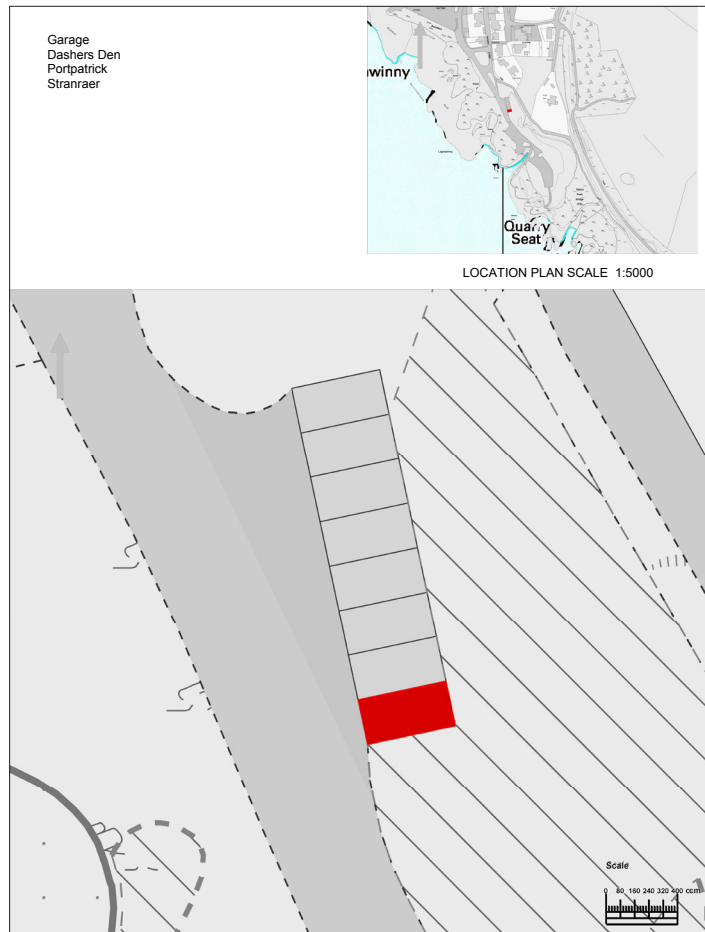 Garage
Dashers Den
Portpatrick
Stranraer
winny
Quarry
Seat
LOCATION PLAN SCALE 1:5000
Scale
0 80 160 240 320 400 ccm